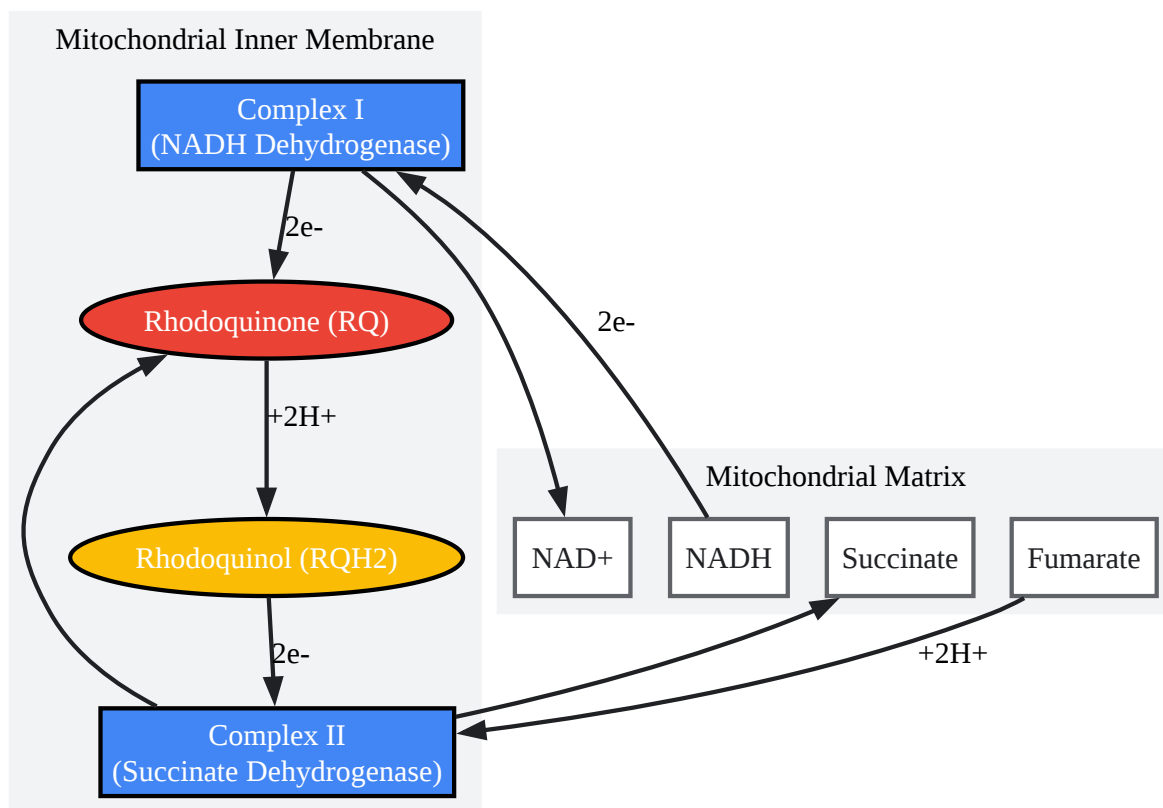 Mitochondrial Inner Membrane
Complex I
(NADH Dehydrogenase)
2e-
Rhodoquinone (RQ)
2e-
+2H+
Mitochondrial Matrix
Rhodoquinol (RQH2)
NAD+
NADH
Succinate
Fumarate
2e-
+2H+
Complex II
(Succinate Dehydrogenase)